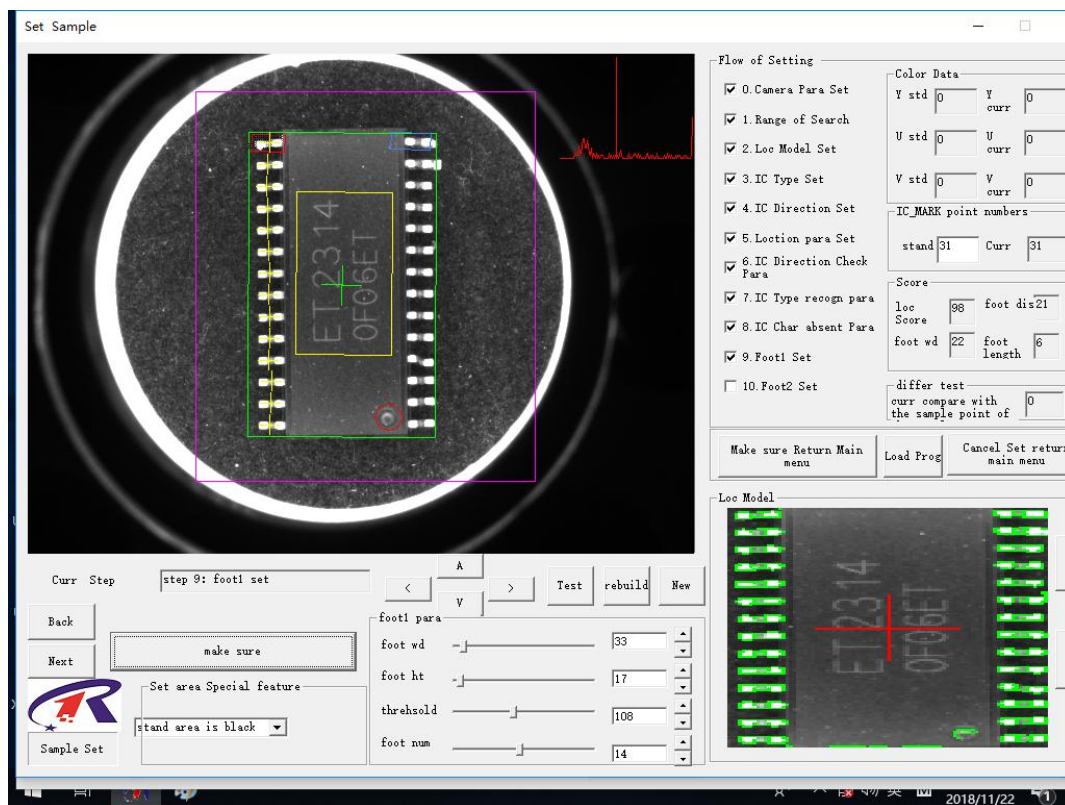 Set Sample
ET2314
0F06ET
Flow of Setting
0.Camera Para Set
1.Range of Search
2.Loc Model Set
3.IC Type Set
4.IC Direction Set
5.Loction para Set
6.IC Direction Check
Para
7.IC Type recogn para
8.IC Char absent Para
9.Foot1 Set
10.Foot2 Set
Color Data
Y std 0 Y curr 0
U std 0 U curr 0
V std 0 V curr 0
IC_MARK point numbers
stand 31 Curr 31
Score
loc Score 98 foot dis 21
foot wd 22 foot length 6
differ test
curr compare with
the sample point of
0
Make sure Return Main
menu
Load Prog
Cancel Set return
main menu
Loc Model
ET2314
0F06ET
Curr Step step 9: foot1 set
<
A
V
>
Test
rebuild
New
Back
Next
make sure
Set area Special feature
stand area is black
Sample Set
foot1 para
foot wd 33
foot ht 17
threhsold 108
foot num 14
英
2018/11/22
1